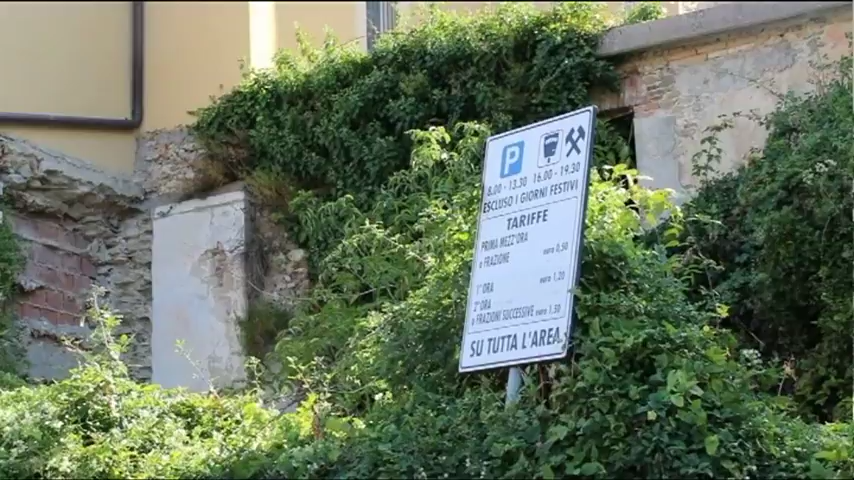 P
8.00 - 13.30 16.00 - 19.30
ESCLUSO I GIORNI FESTIVI
TARIFFE
PRIMA MEZZ'ORA
o FRAZIONE euro 0,50
1° ORA euro 1,20
2° ORA
o FRAZIONI SUCCESSIVE euro 1,50
SU TUTTA L'AREA